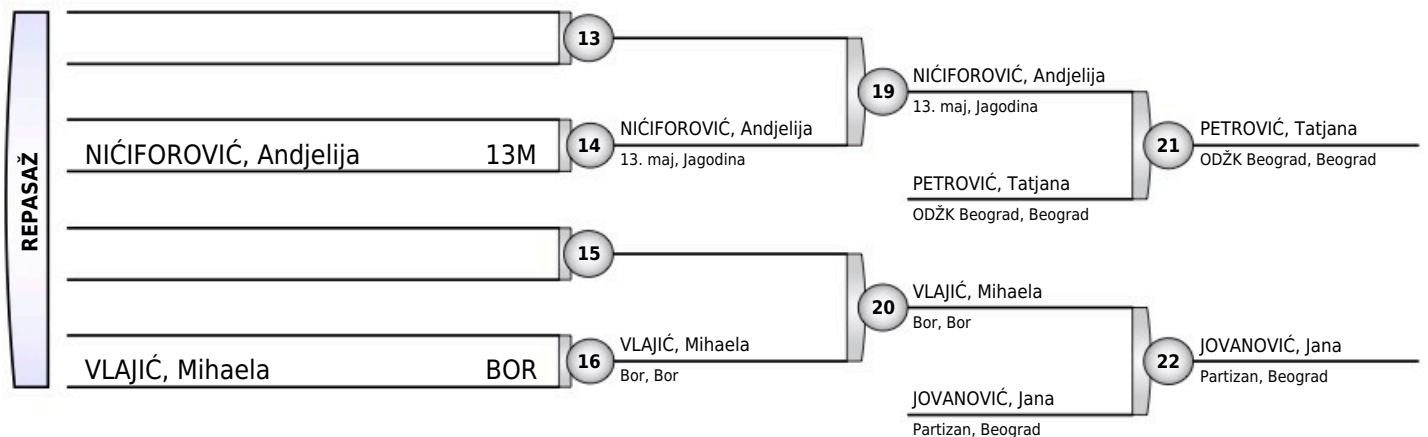 REPASAŽ
13
NIĆIFOROVIĆ, Andjelija 13M
14
NIĆIFOROVIĆ, Andjelija
13. maj, Jagodina
19
NIĆIFOROVIĆ, Andjelija
13. maj, Jagodina
PETROVIĆ, Tatjana
ODŽK Beograd, Beograd
21
PETROVIĆ, Tatjana
ODŽK Beograd, Beograd
15
VLAJIĆ, Mihaela BOR
16
VLAJIĆ, Mihaela
Bor, Bor
20
VLAJIĆ, Mihaela
Bor, Bor
JOVANOVIĆ, Jana
Partizan, Beograd
22
JOVANOVIĆ, Jana
Partizan, Beograd